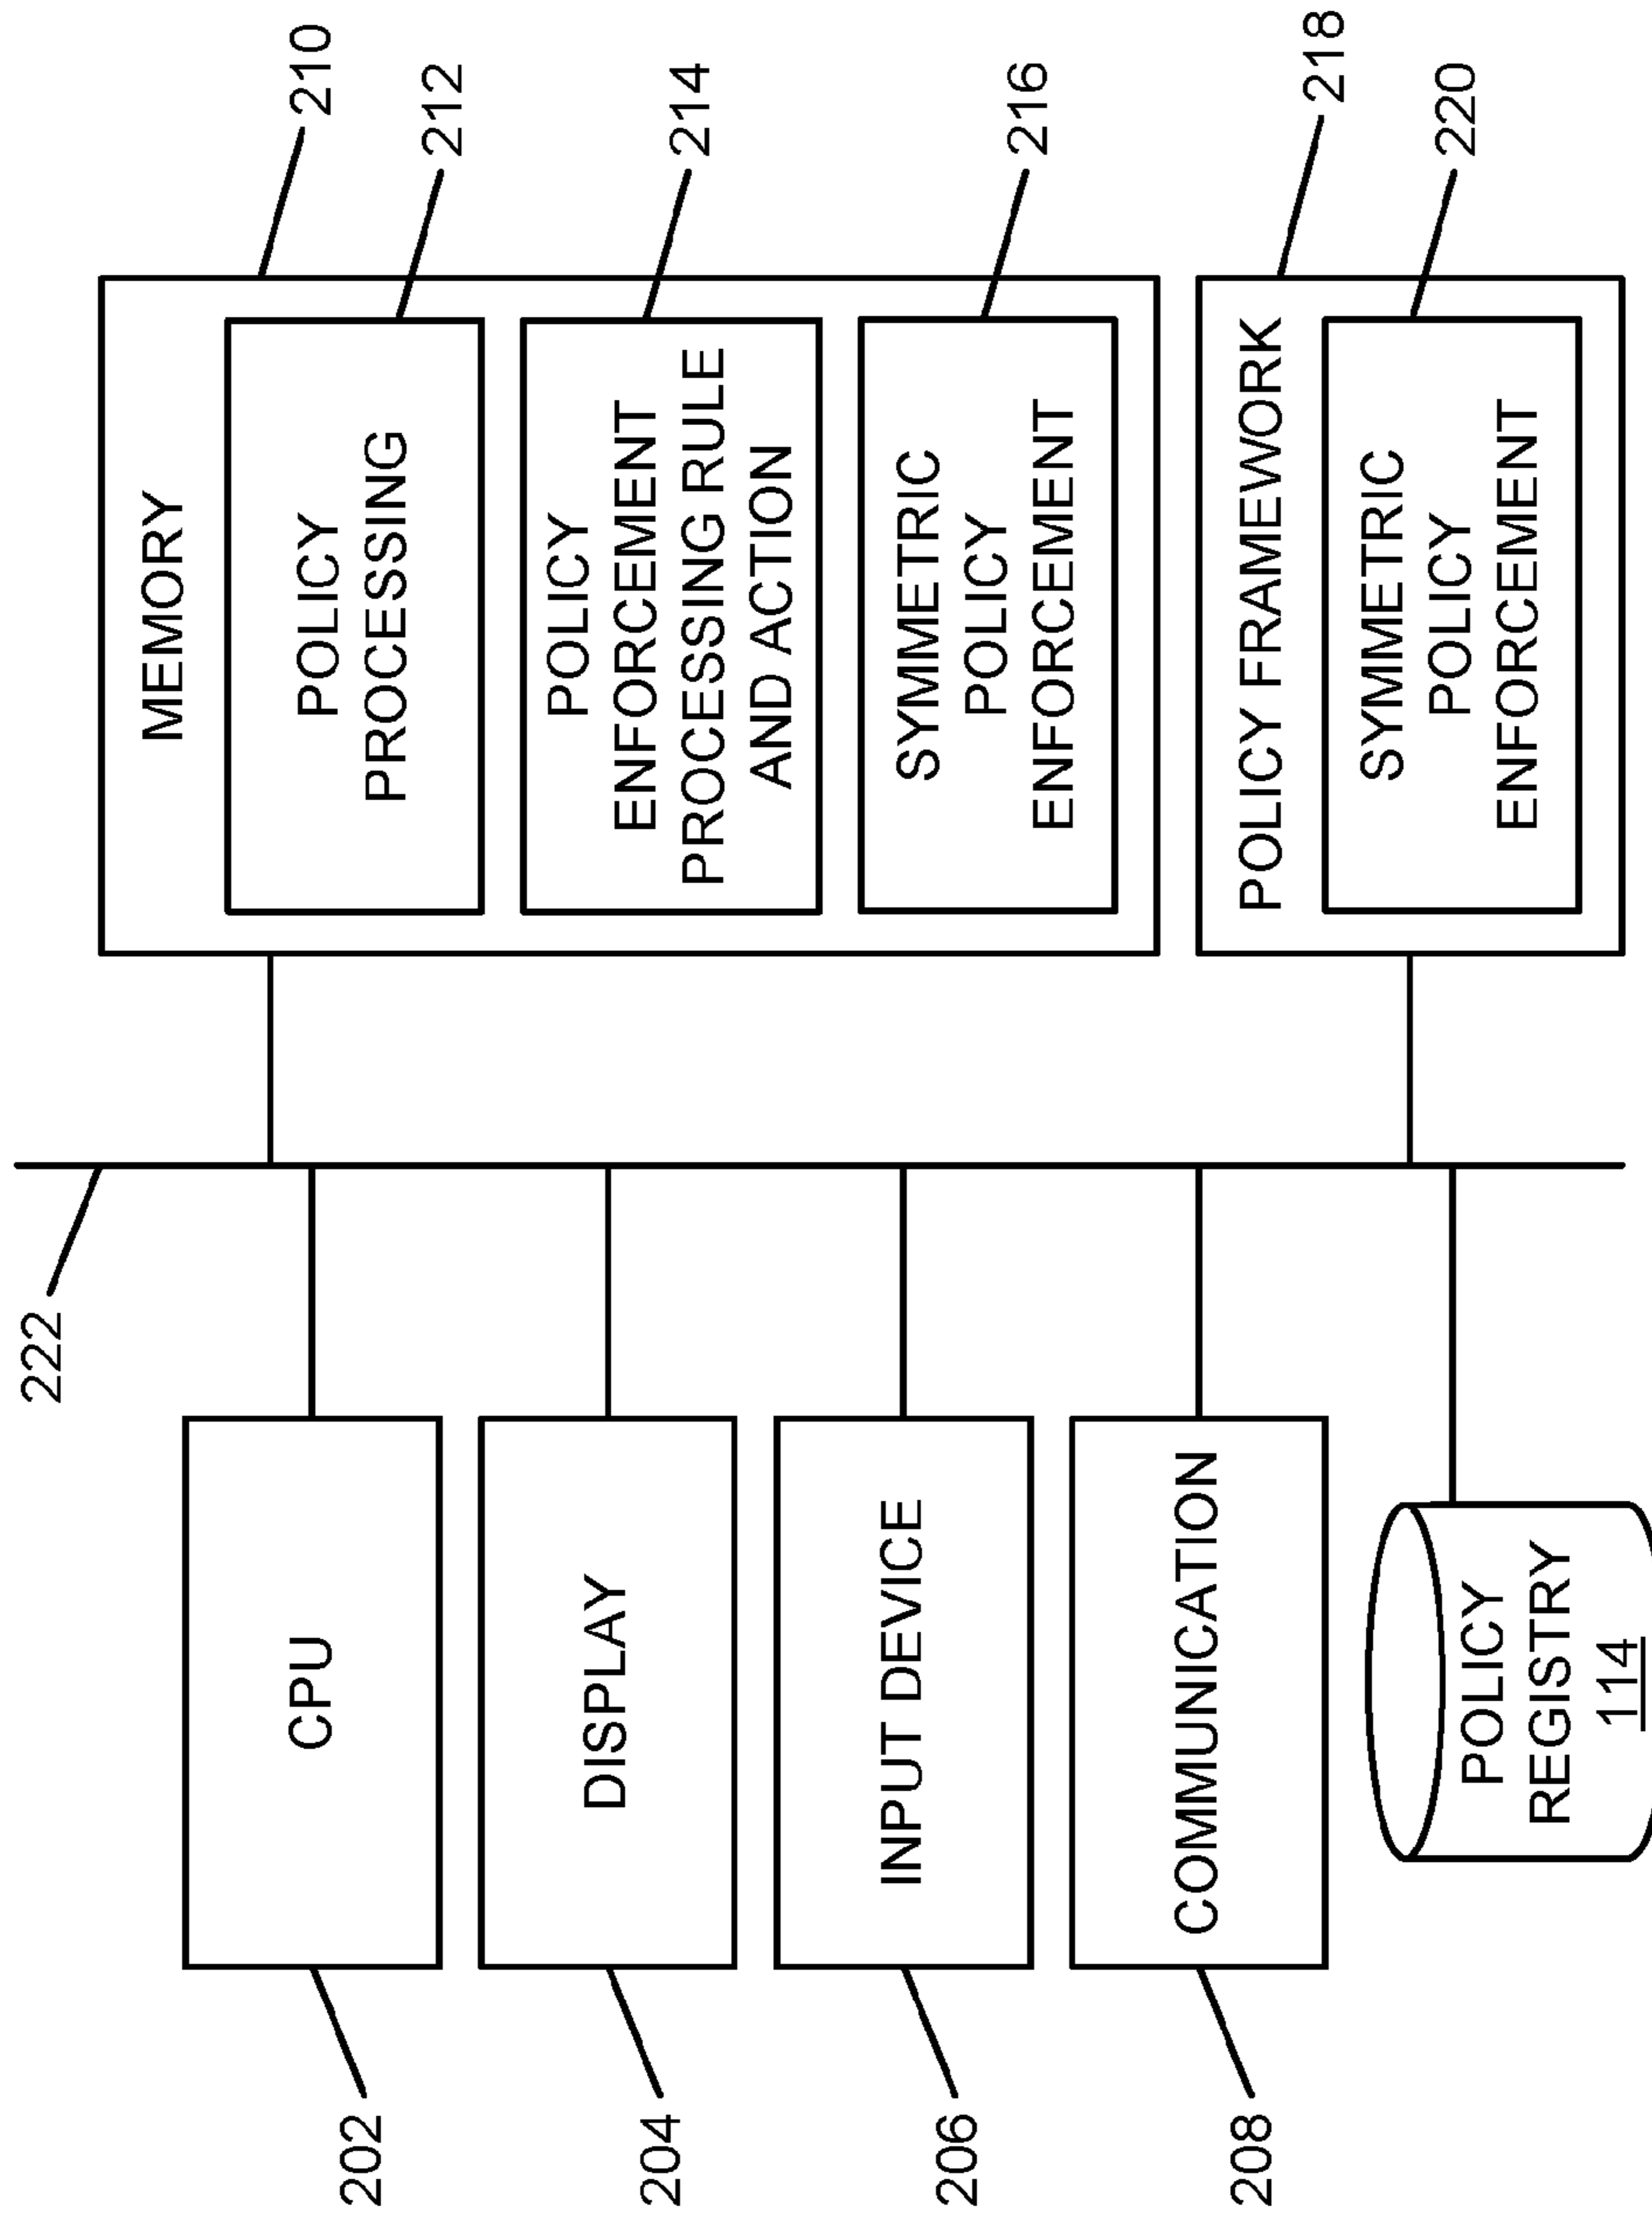 222
CPU
202
DISPLAY
204
INPUT DEVICE
206
COMMUNICATION
208
POLICY
REGISTRY
114
MEMORY
210
POLICY
PROCESSING
212
POLICY
ENFORCEMENT
PROCESSING RULE
AND ACTION
214
SYMMETRIC
POLICY
ENFORCEMENT
216
POLICY FRAMEWORK
218
SYMMETRIC
POLICY
ENFORCEMENT
220